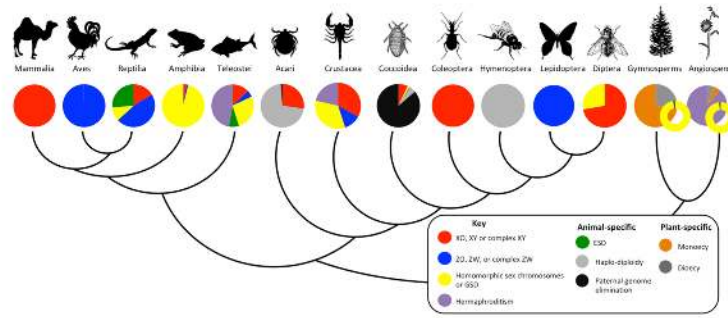 Mammalia Aves Reptilia Amphibia Teleoster Acari Crustacea Coccoidea Coleoptera Hymenoptera Lepidoptera Diptera Gymnosperms Angiosperm
Key
XO, XY or complex XY
ZO, ZW, or complex ZW
Homomorphic sex chromosomes
or GSD
Hermaphroditism
Animal-specific
ESD
Haplo-diploidy
Paternal genome
elimination
Plant-specific
Monoecy
Dioecy